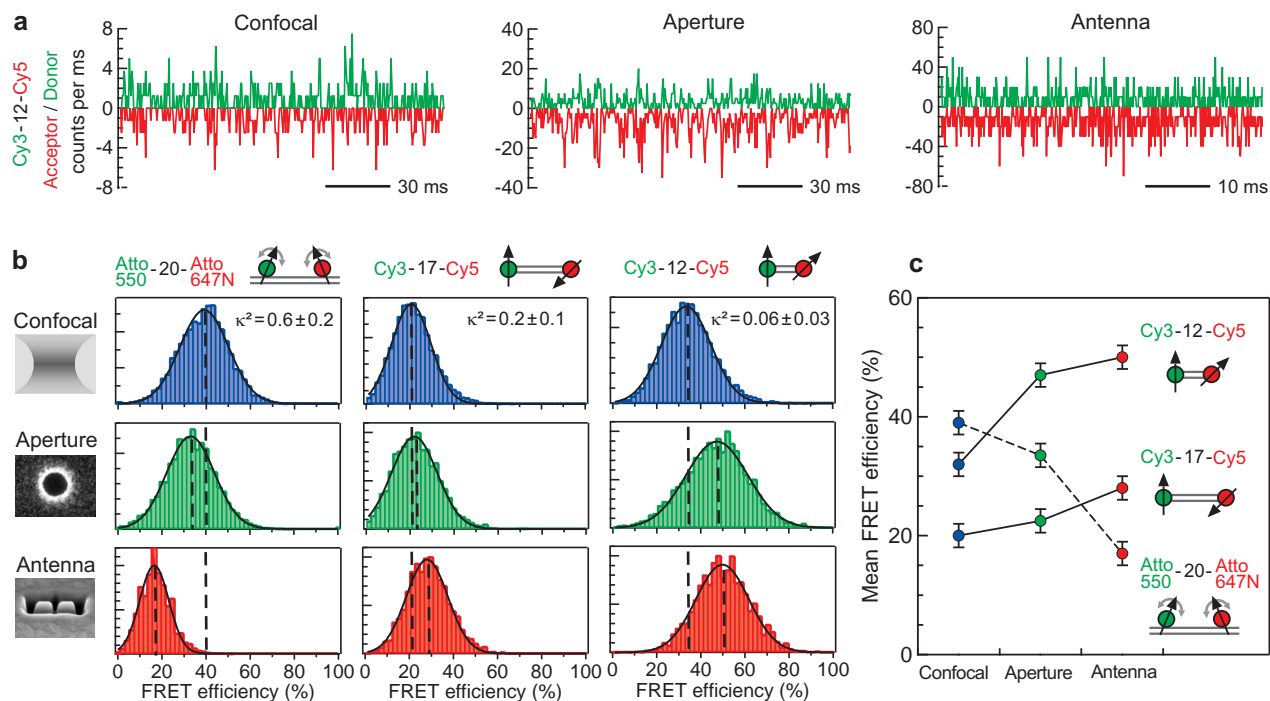 a
Confocal
Aperture
Antenna
Cy3-12-Cy5
Acceptor / Donor
counts per ms
8
4
0
-4
-8
30 ms
40
20
0
-20
-40
30 ms
80
40
0
-40
-80
10 ms
b
Atto 550 -20- Atto 647N
Cy3-17-Cy5
Cy3-12-Cy5
Confocal
κ²=0.6±0.2
κ²=0.2±0.1
κ²=0.06±0.03
Aperture
Antenna
0 20 40 60 80 100
0 20 40 60 80 100
0 20 40 60 80 100
FRET efficiency (%)
FRET efficiency (%)
FRET efficiency (%)
c
Mean FRET efficiency (%)
60
40
20
0
Cy3-12-Cy5
Cy3-17-Cy5
Atto 550 -20- Atto 647N
Confocal
Aperture
Antenna